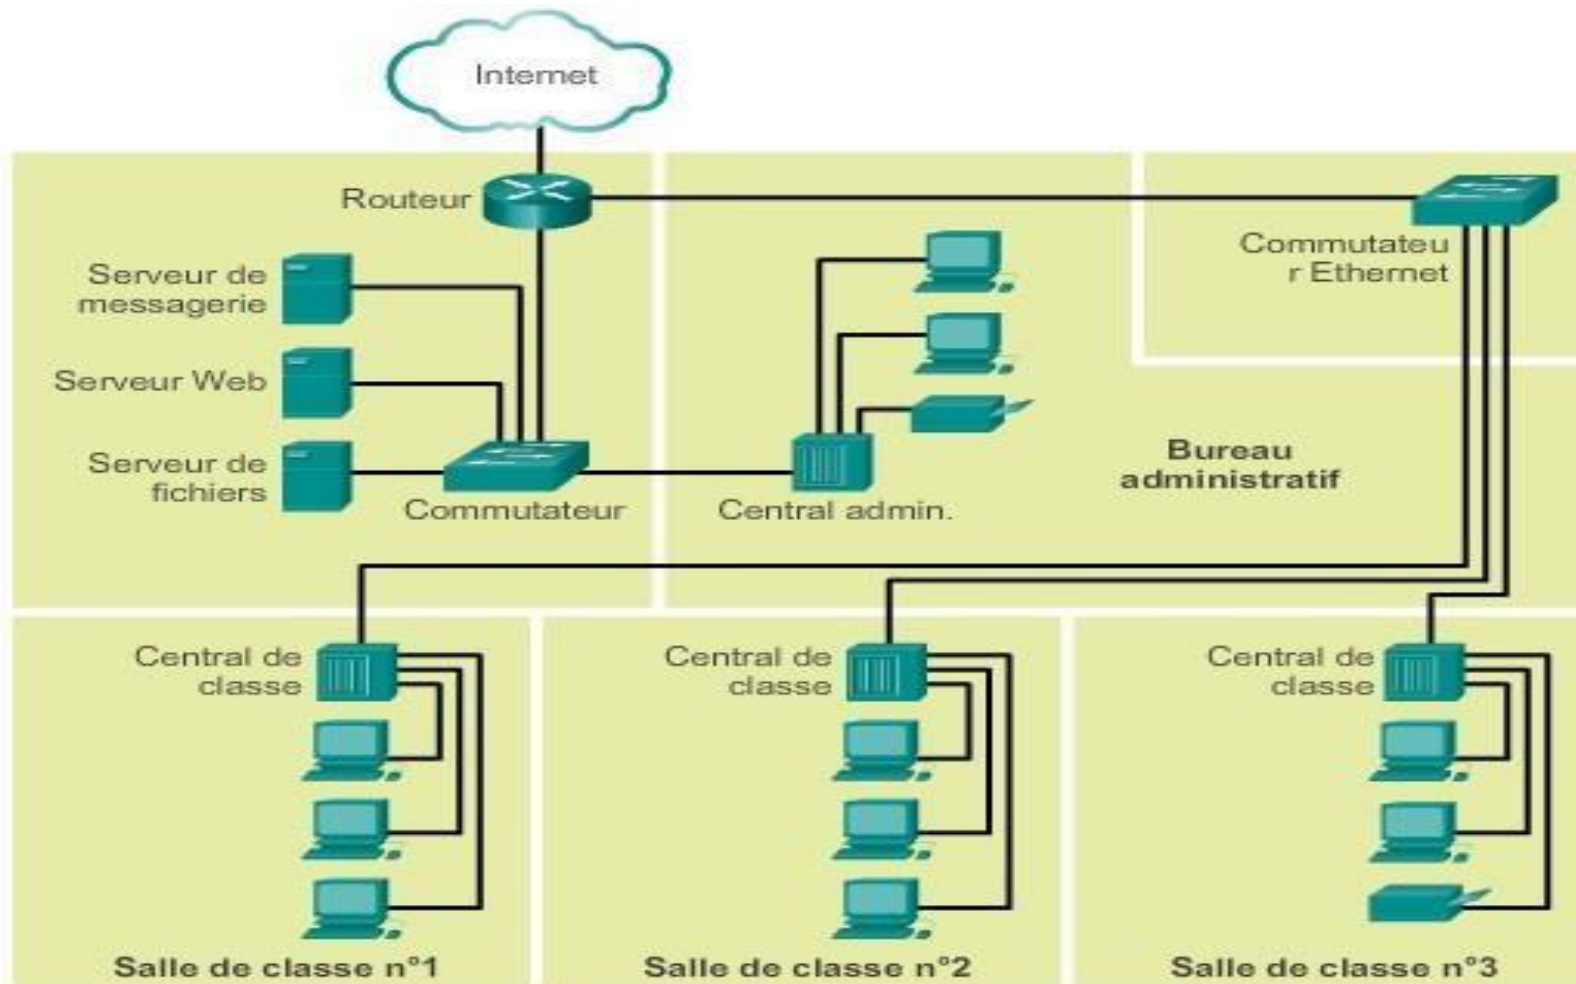 Internet
Routeur
Commutateu
r Ethernet
Serveur de
messagerie
Serveur Web
Serveur de
fichiers
Commutateur
Central admin.
Bureau
administratif
Central de
classe
Central de
classe
Central de
classe
Salle de classe n°1
Salle de classe n°2
Salle de classe n°3